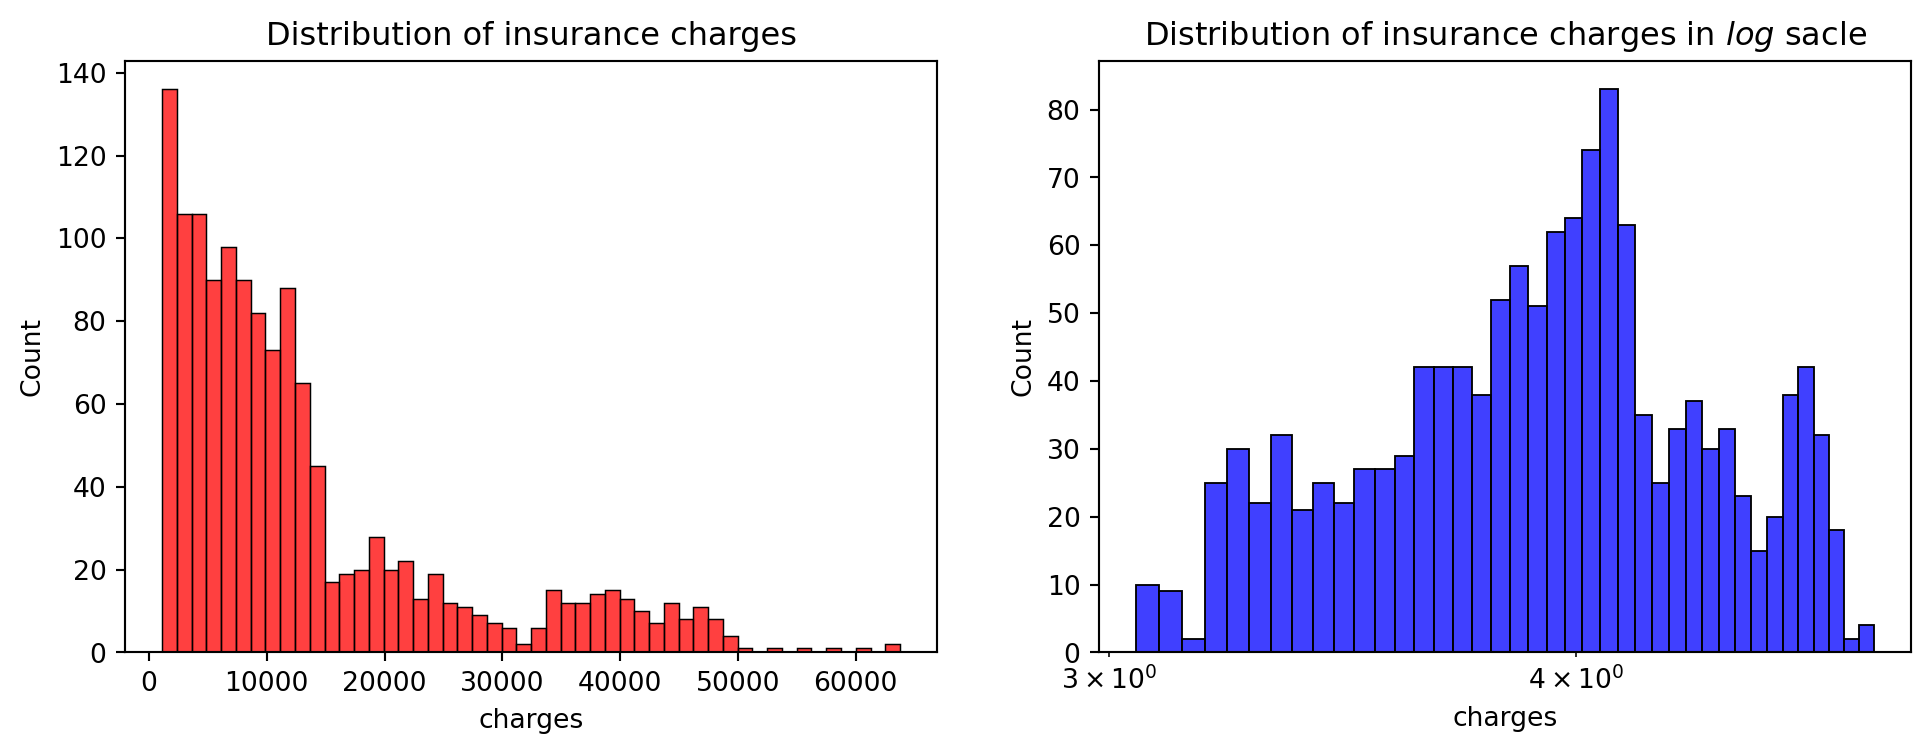 Distribution of insurance charges
140
120
100
80
60
40
20
0
Count
0 10000 20000 30000 40000 50000 60000
charges
Distribution of insurance charges in log sacle
80
70
60
50
40
30
20
10
0
Count
3 × 10⁰ 4 × 10⁰
charges